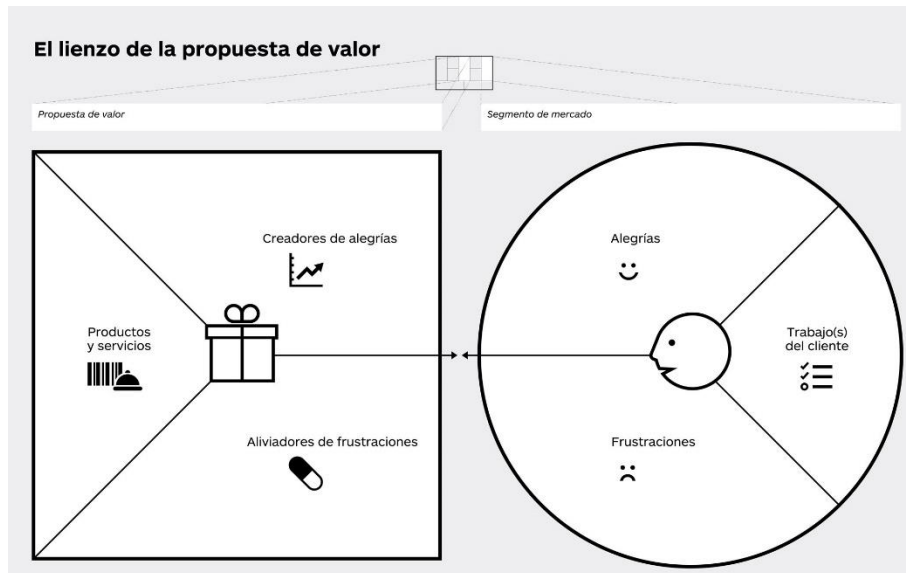 El lienzo de la propuesta de valor
Propuesta de valor
Segmento de mercado
Creadores de alegrías
Productos
y servicios
Aliviadores de frustraciones
Alegrías
Trabajo(s)
del cliente
Frustraciones